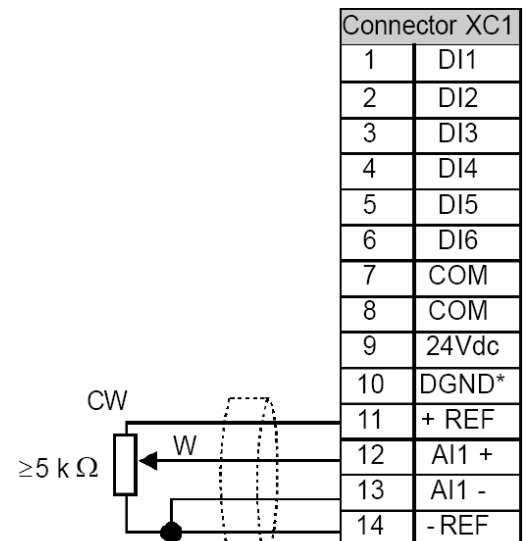 Connector XC1
1 DI1
2 DI2
3 DI3
4 DI4
5 DI5
6 DI6
7 COM
8 COM
9 24Vdc
10 DGND*
CW
11 + REF
W
12 AI1 +
≥5 k Ω
13 AI1 -
14 - REF